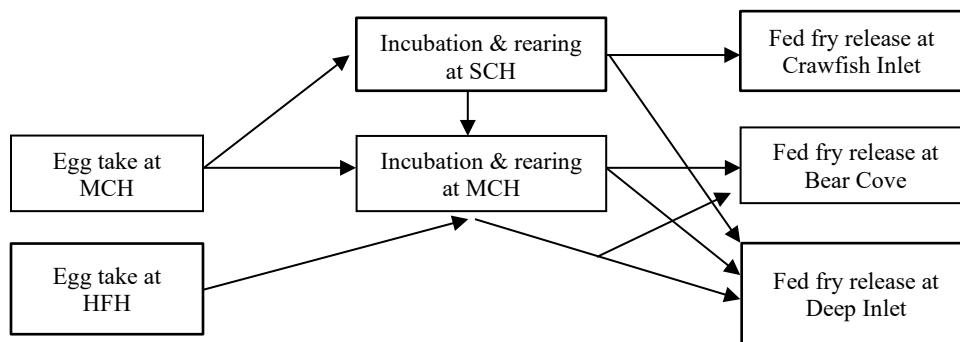 Egg take at
MCH
Egg take at
HFH
Incubation & rearing
at SCH
Incubation & rearing
at MCH
Fed fry release at
Crawfish Inlet
Fed fry release at
Bear Cove
Fed fry release at
Deep Inlet